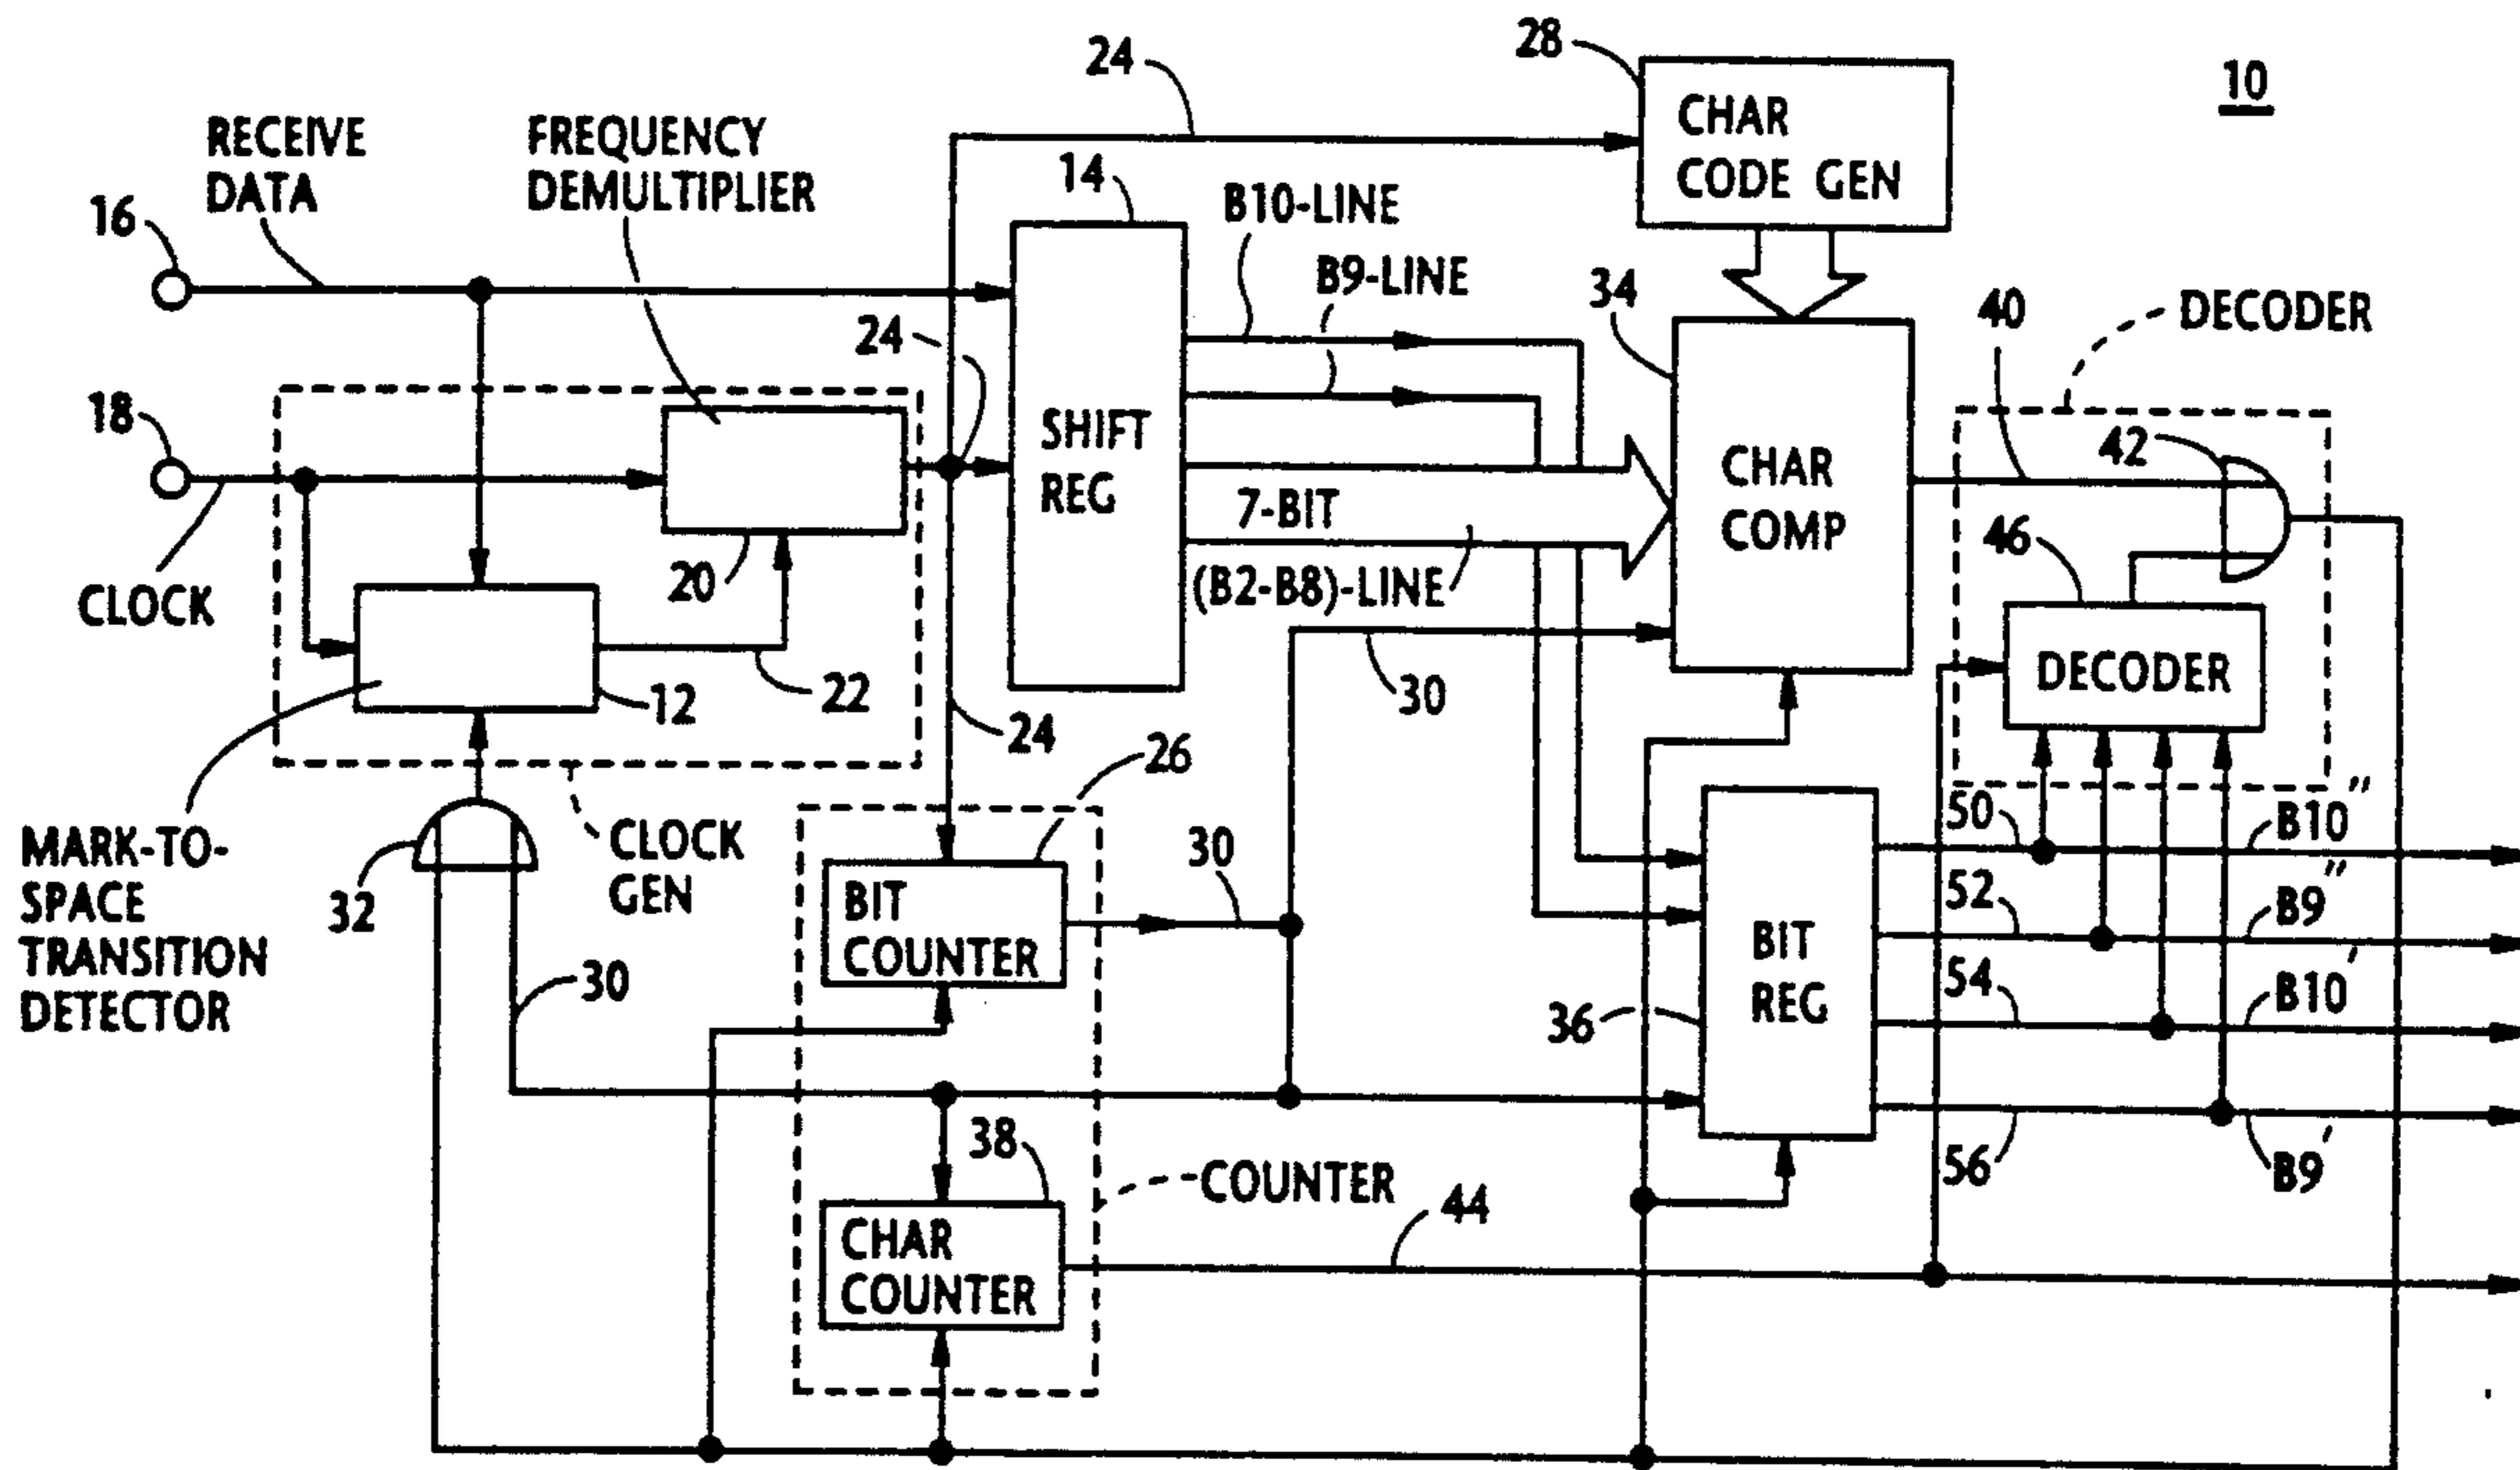 10
24
28
CHAR
CODE GEN
RECEIVE
DATA
FREQUENCY
DEMULTIPLIER
14
B10-LINE
B9-LINE
16
34
40
DECODER
24
18
SHIFT
REG
CHAR
COMP
42
7-BIT
(B2-B8)-LINE
46
20
CLOCK
DECODER
12
22
30
24
26
MARK-TO-
SPACE
TRANSITION
DETECTOR
32
CLOCK
GEN
BIT
COUNTER
30
50
B10"
52
B9"
BIT
REG
54
B10'
30
36
38
COUNTER
56
B9'
CHAR
COUNTER
44